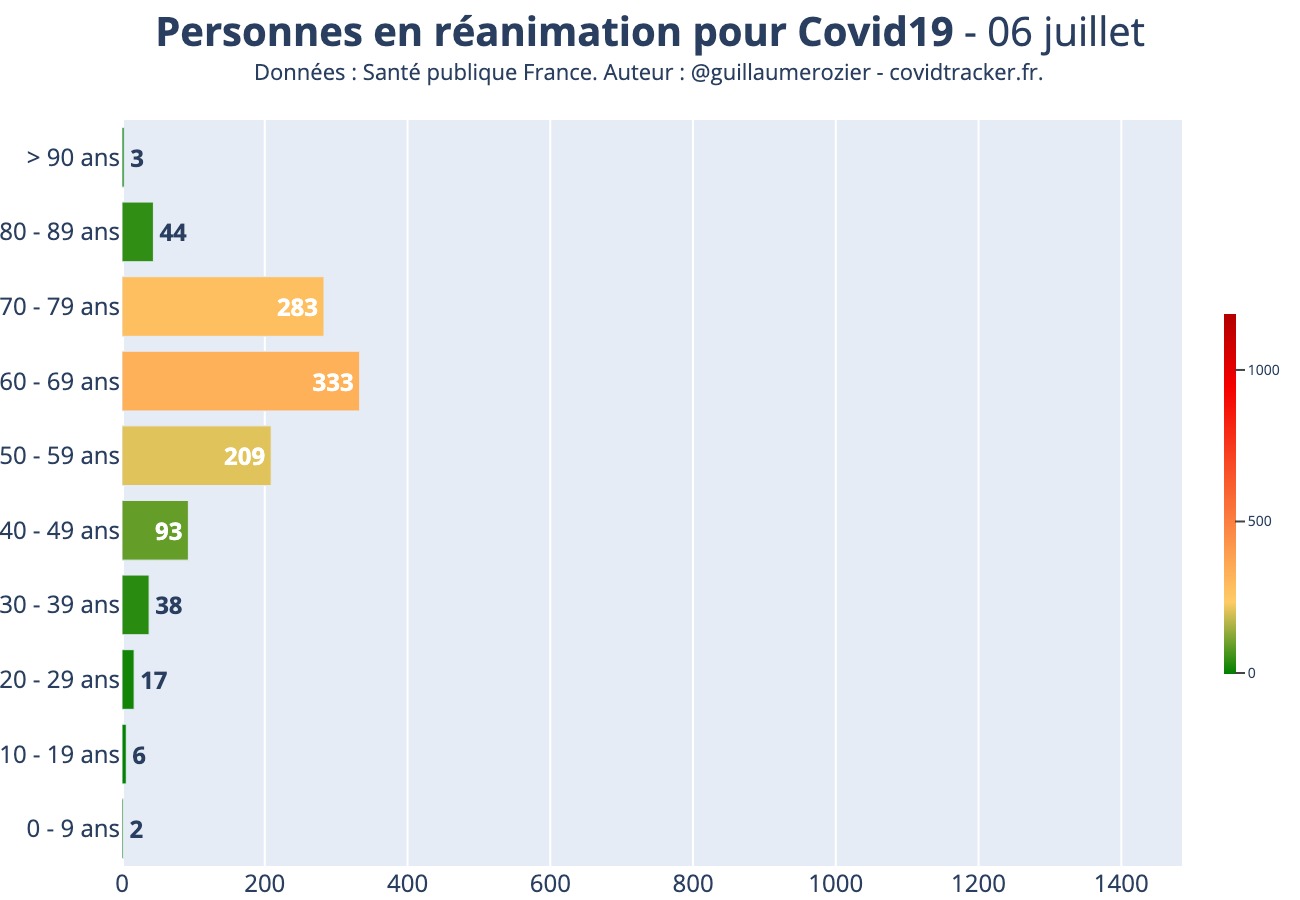 Personnes en réanimation pour Covid19 - 06 juillet
Données : Santé publique France. Auteur : @guillaumerozier - covidtracker.fr.
> 90 ans 3
80 - 89 ans 44
70 - 79 ans 283
60 - 69 ans 333
50 - 59 ans 209
40 - 49 ans 93
30 - 39 ans 38
20 - 29 ans 17
10 - 19 ans 6
0 - 9 ans 2
0 200 400 600 800 1000 1200 1400
1000
500
0